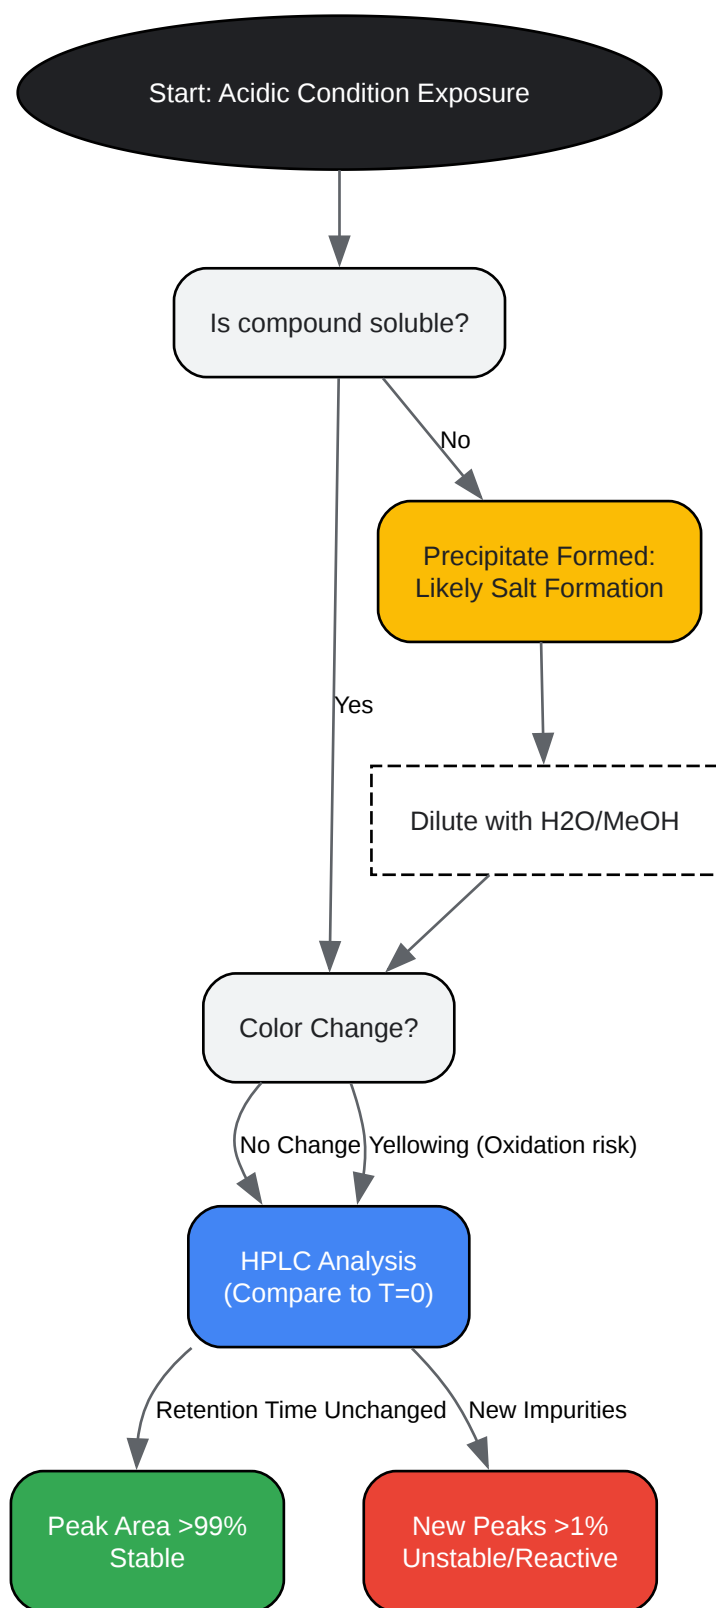 Start: Acidic Condition Exposure
Is compound soluble?
No
Precipitate Formed:
Likely Salt Formation
Yes
Dilute with H2O/MeOH
Color Change?
No Change
Yellowing (Oxidation risk)
HPLC Analysis
(Compare to T=0)
Retention Time Unchanged
New Impurities
Peak Area >99%
Stable
New Peaks >1%
Unstable/Reactive